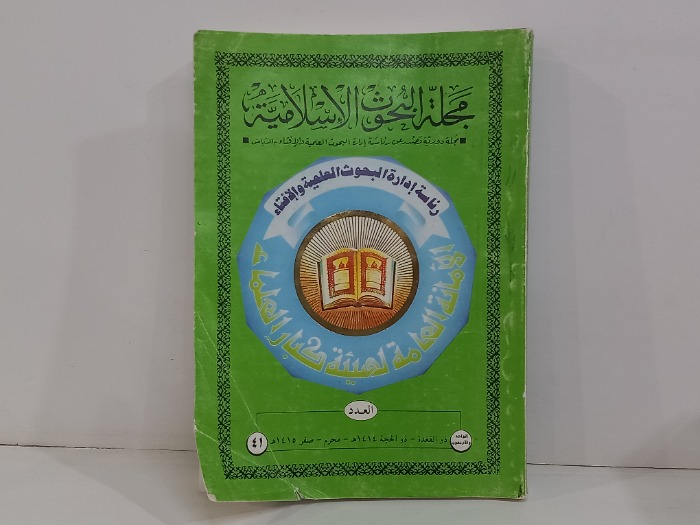 مجلة البحوث الإسلامية
مجلة دورية تصدر عن رئاسة إدارة البحوث العلمية والإفتاء - الرياض
رئاسة إدارة البحوث العلمية والإفتاء
الأمانة العامة لهيئة كبار العلماء
العدد
ذو القعدة - ذو الحجة ١٤١٤هـ - محرم - صفر ١٤١٥هـ
٤١